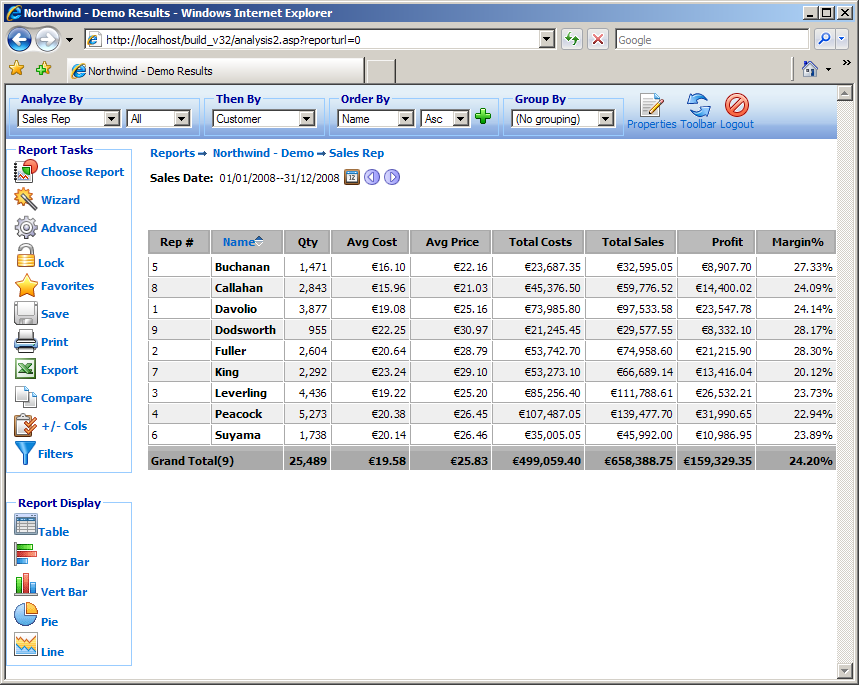 Northwind - Demo Results - Windows Internet Explorer
http://localhost/build_v32/analysis2.asp?reporturl=0
Google
Northwind - Demo Results
»
Analyze By
Then By
Order By
Group By
Sales Rep All Customer Name Asc (No grouping)
Properties Toolbar Logout
Report Tasks
Choose Report
Wizard
Advanced
Lock
Favorites
Save
Print
Export
Compare
+/- Cols
Filters
Report Display
Table
Horz Bar
Vert Bar
Pie
Line
Reports Northwind - Demo Sales Rep
Sales Date: 01/01/2008--31/12/2008 12
Rep # Name Qty Avg Cost Avg Price Total Costs Total Sales Profit Margin%
5 Buchanan 1,471 €16.10 €22.16 €23,687.35 €32,595.05 €8,907.70 27.33%
8 Callahan 2,843 €15.96 €21.03 €45,376.50 €59,776.52 €14,400.02 24.09%
1 Davolio 3,877 €19.08 €25.16 €73,985.80 €97,533.58 €23,547.78 24.14%
9 Dodsworth 955 €22.25 €30.97 €21,245.45 €29,577.55 €8,332.10 28.17%
2 Fuller 2,604 €20.64 €28.79 €53,742.70 €74,958.60 €21,215.90 28.30%
7 King 2,292 €23.24 €29.10 €53,273.10 €66,689.14 €13,416.04 20.12%
3 Leverling 4,436 €19.22 €25.20 €85,256.40 €111,788.61 €26,532.21 23.73%
4 Peacock 5,273 €20.38 €26.45 €107,487.05 €139,477.70 €31,990.65 22.94%
6 Suyama 1,738 €20.14 €26.46 €35,005.05 €45,992.00 €10,986.95 23.89%
Grand Total(9) 25,489 €19.58 €25.83 €499,059.40 €658,388.75 €159,329.35 24.20%